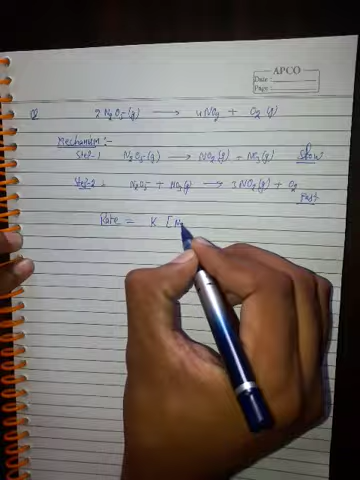 APCO
Date:
Page:
Q 2N₂O₅(g) ⟶ 4NO₂ + O₂(g)
Mechanism:-
Step-1 N₂O₅(g) ⟶ NO₂(g) + NO₃(g) Slow
Step-2 N₂O₅ + NO₃(g) ⟶ 3NO₂(g) + O₂
Fast
Rate = K [N₂